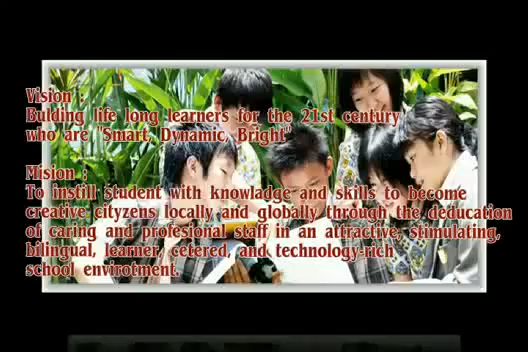 Vision :
Bulding life long learners for the 21st century
who are "Smart, Dynamic, Bright"
Mision :
To instill student with knowladge and skills to become
creative cityzens locally and globally through the deducation
of caring and profesional staff in an attractive, stimulating,
bilingual, learner, cetered, and technology-rich
school envirotment.